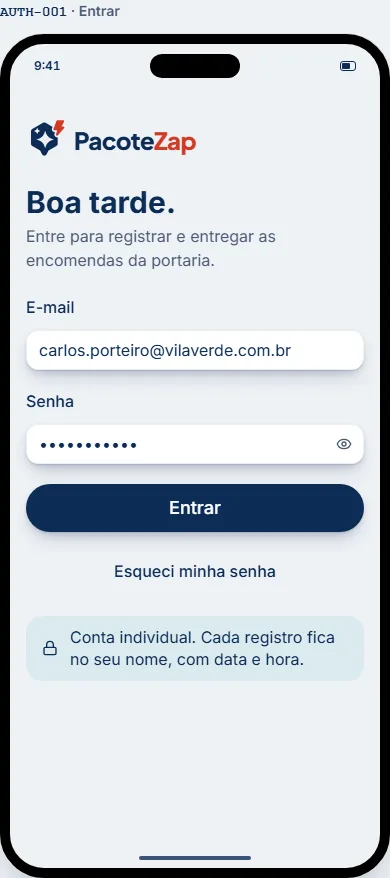 AUTH-001 · Entrar
9:41
PacoteZap
Boa tarde.
Entre para registrar e entregar as
encomendas da portaria.
E-mail
carlos.porteiro@vilaverde.com.br
Senha
•••••••••••
Entrar
Esqueci minha senha
Conta individual. Cada registro fica
no seu nome, com data e hora.